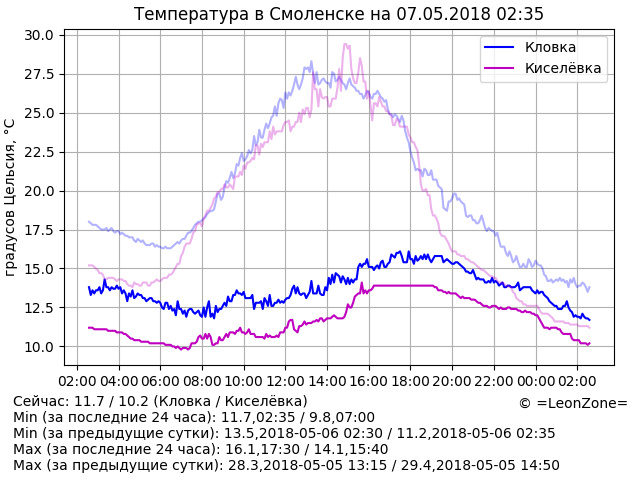 Температура в Смоленске на 07.05.2018 02:35
градусов Цельсия, °C
30.0
27.5
25.0
22.5
20.0
17.5
15.0
12.5
10.0
Кловка
Киселёвка
02:00 04:00 06:00 08:00 10:00 12:00 14:00 16:00 18:00 20:00 22:00 00:00 02:00
Сейчас: 11.7 / 10.2 (Кловка / Киселёвка)
© =LeonZone=
Min (за последние 24 часа): 11.7,02:35 / 9.8,07:00
Min (за предыдущие сутки): 13.5,2018-05-06 02:30 / 11.2,2018-05-06 02:35
Max (за последние 24 часа): 16.1,17:30 / 14.1,15:40
Max (за предыдущие сутки): 28.3,2018-05-05 13:15 / 29.4,2018-05-05 14:50